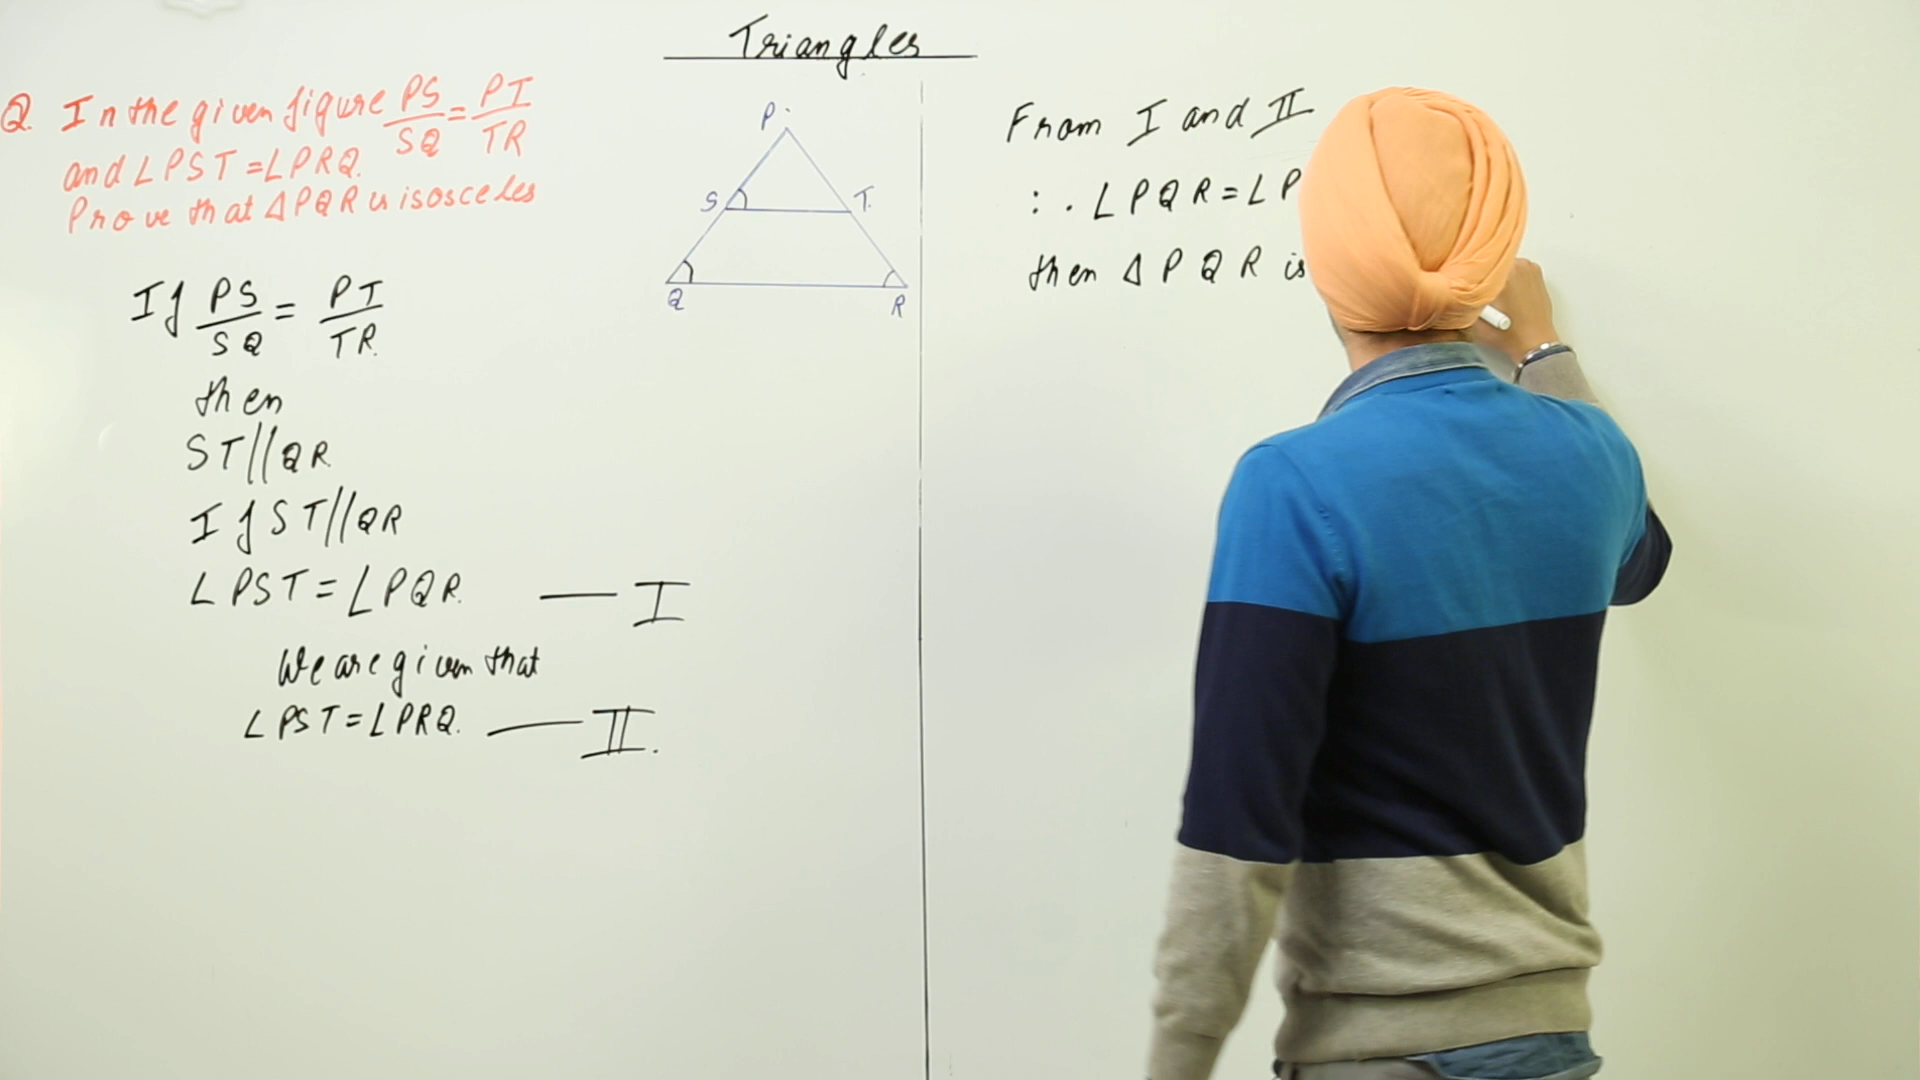 Triangles
Q. In the given figure PS/SQ = PT/TR
and ∠PST = ∠PRQ.
Prove that ΔPQR is isosceles
If PS/SQ = PT/TR.
then
ST//QR
If ST//QR
∠PST = ∠PQR. — I
We are given that
∠PST = ∠PRQ. — II.
P
S
T.
Q
R
From I and II
∴ ∠PQR = ∠P
then ΔPQR is